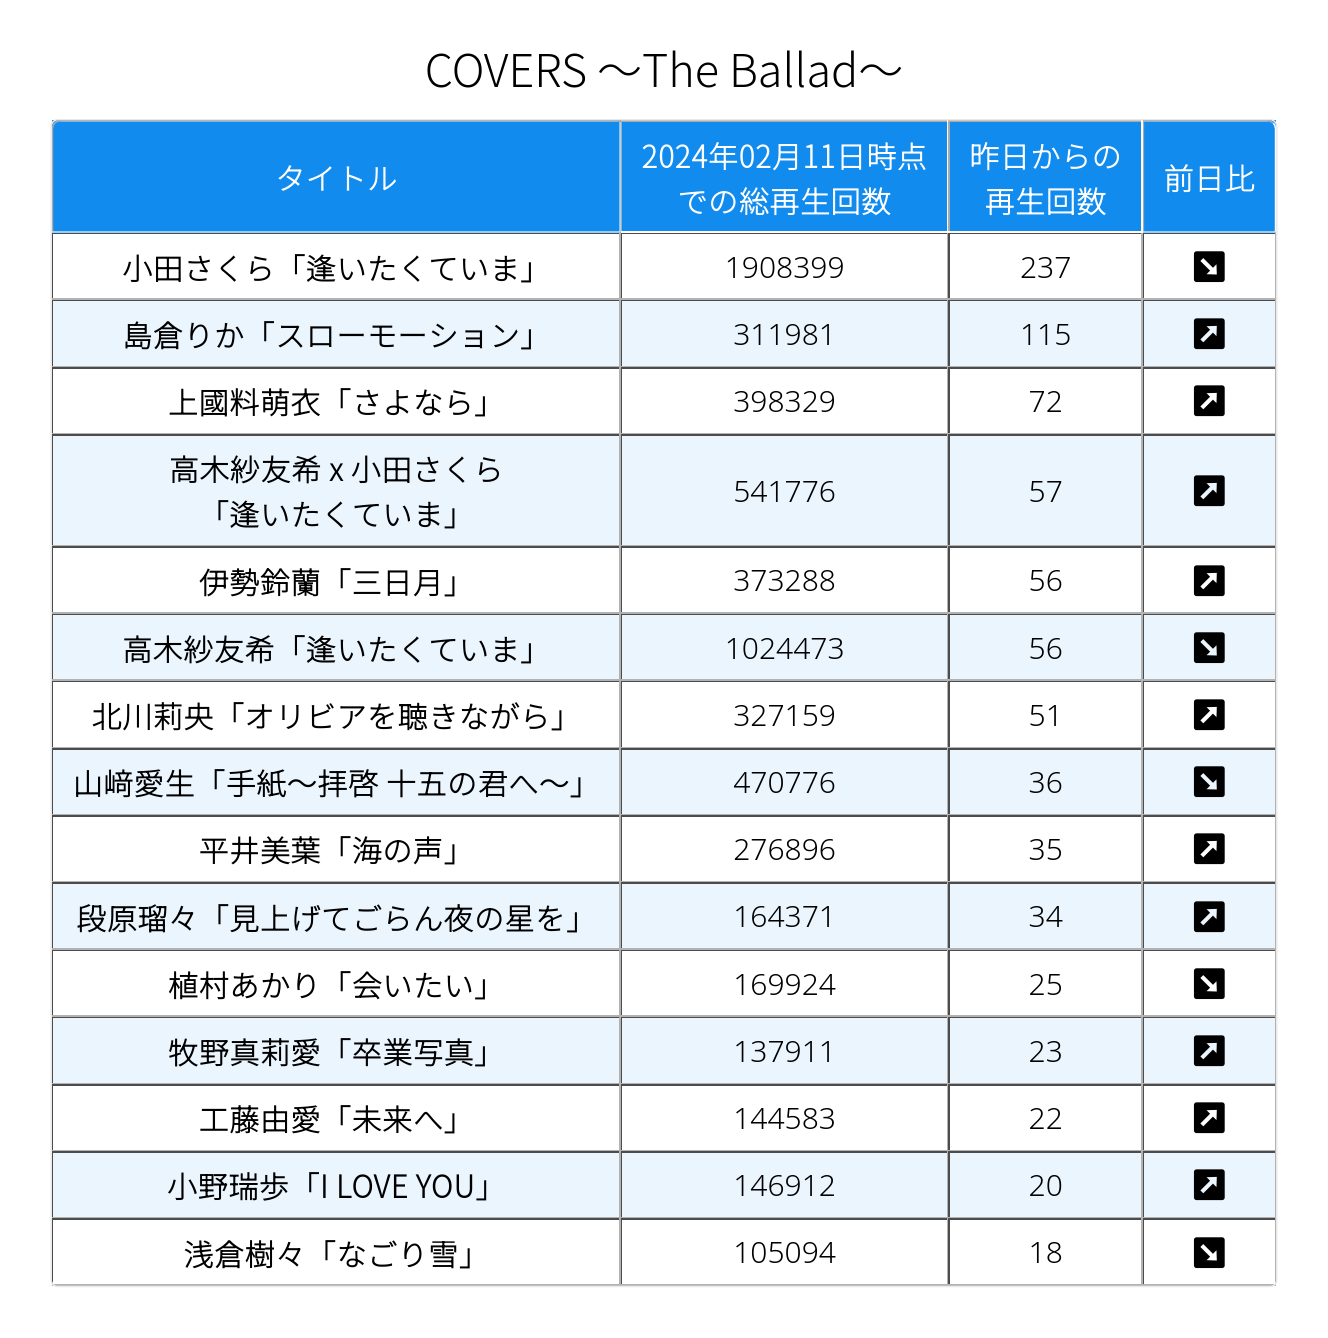 COVERS ～The Ballad～
タイトル
2024年02月11日時点
での総再生回数
昨日からの
再生回数
前日比
小田さくら「逢いたくていま」 1908399 237 ↘
島倉りか「スローモーション」 311981 115 ↗
上國料萌衣「さよなら」 398329 72 ↗
高木紗友希 x 小田さくら
「逢いたくていま」 541776 57 ↗
伊勢鈴蘭「三日月」 373288 56 ↗
高木紗友希「逢いたくていま」 1024473 56 ↘
北川莉央「オリビアを聴きながら」 327159 51 ↗
山﨑愛生「手紙～拝啓 十五の君へ～」 470776 36 ↘
平井美葉「海の声」 276896 35 ↗
段原瑠々「見上げてごらん夜の星を」 164371 34 ↗
植村あかり「会いたい」 169924 25 ↘
牧野真莉愛「卒業写真」 137911 23 ↗
工藤由愛「未来へ」 144583 22 ↗
小野瑞歩「I LOVE YOU」 146912 20 ↗
浅倉樹々「なごり雪」 105094 18 ↘